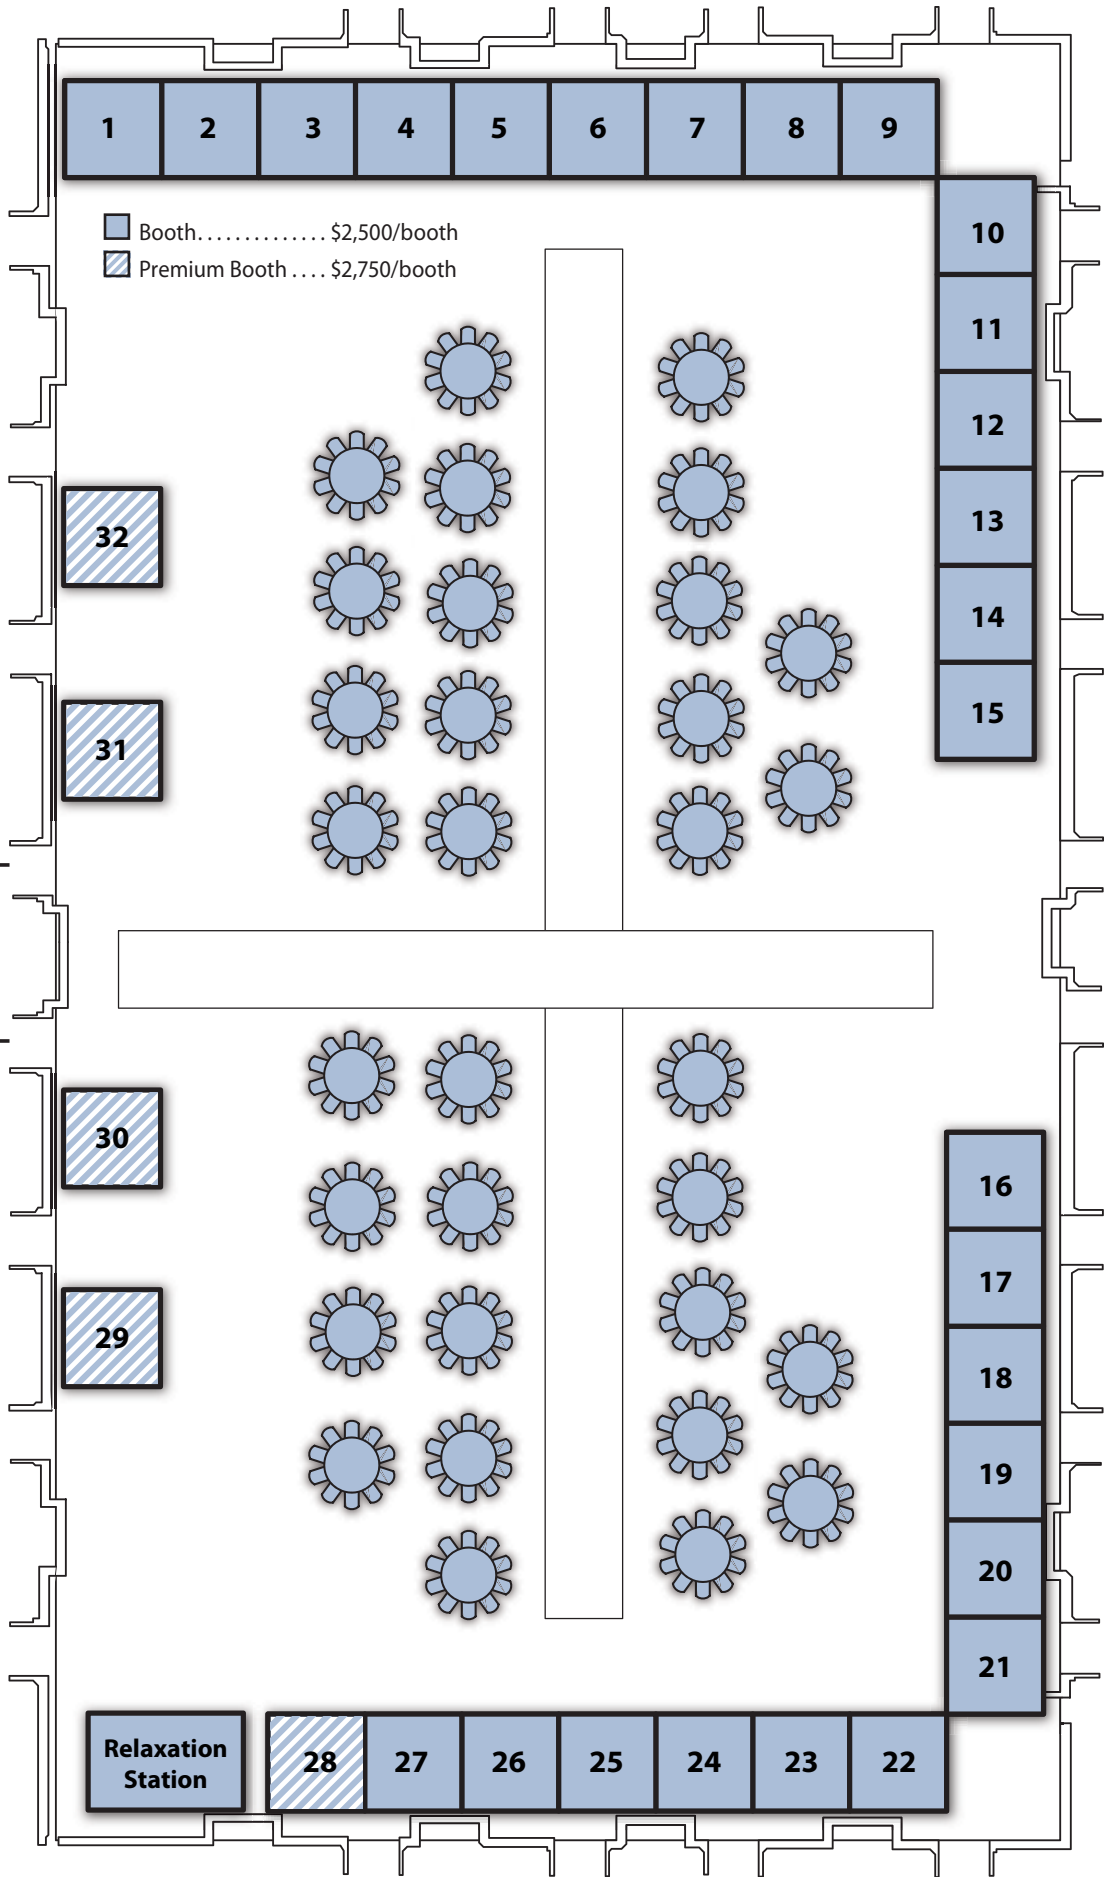 1 2 3 4 5 6 7 8 9
Booth. . . . . . . . . . . . . . $2,500/booth
Premium Booth . . . . $2,750/booth
10
11
12
13
14
15
32
31
30
29
16
17
18
19
20
21
Relaxation
Station
28 27 26 25 24 23 22